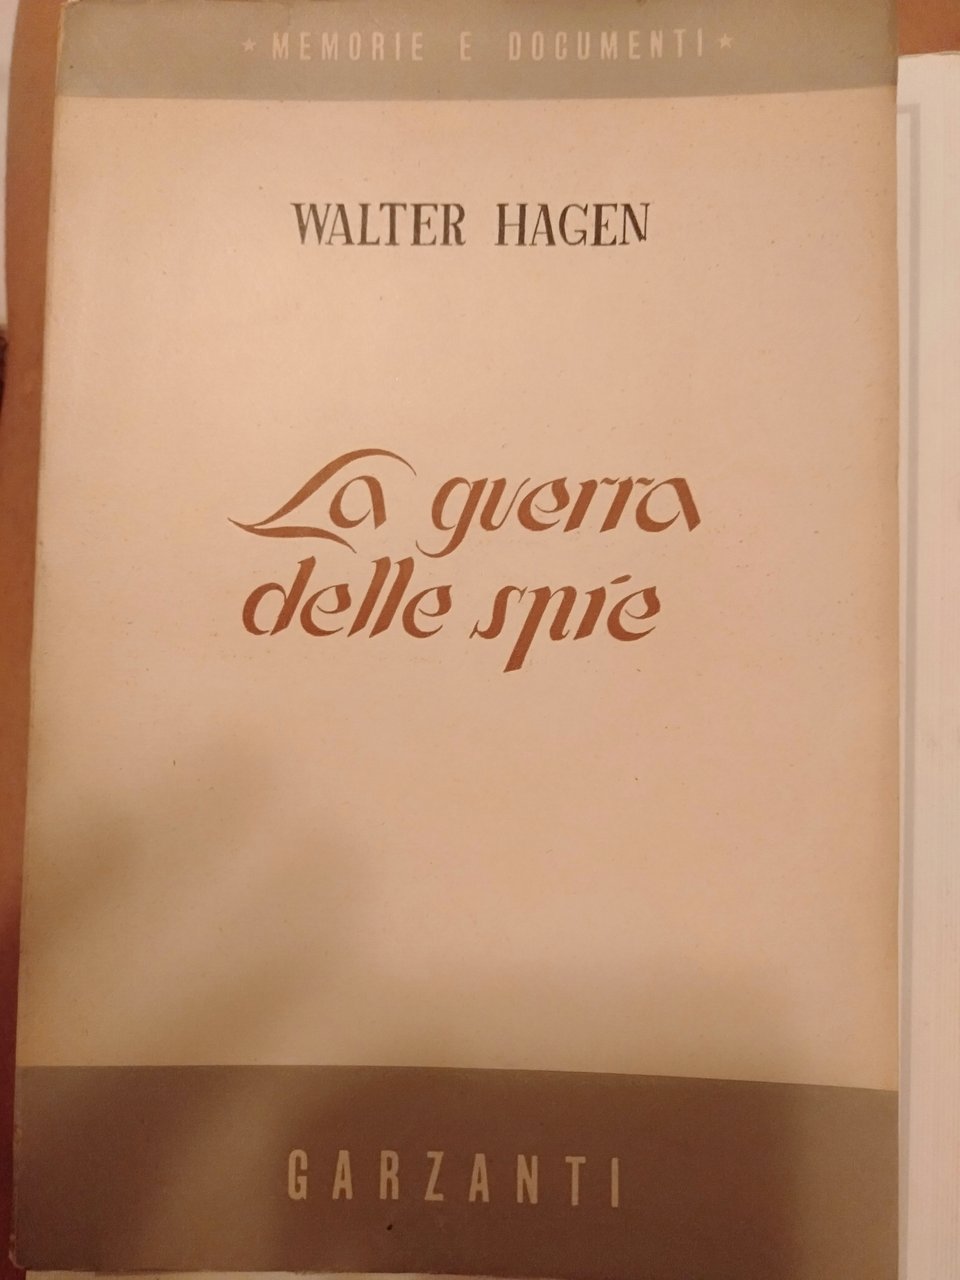 ★ MEMORIE E DOCUMENTI ★
WALTER HAGEN
La guerra
delle spie
GARZANTI